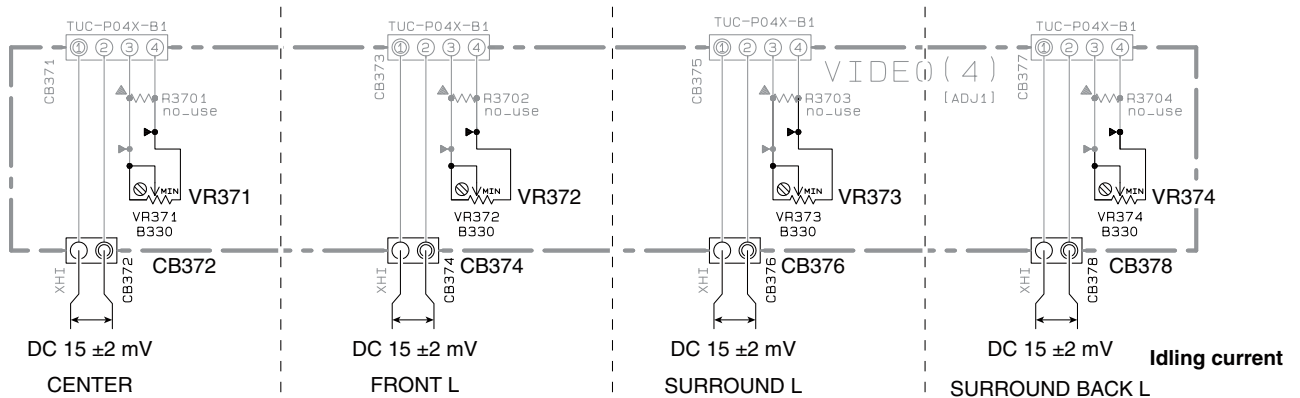 TUC-P04X-B1 TUC-P04X-B1 TUC-P04X-B1 TUC-P04X-B1
1 2 3 4 1 2 3 4 1 2 3 4 1 2 3 4
CB371 CB373 CB375 CB377
VIDEO(4)
[ADJ1]
R3701 R3702 R3703 R3704
no_use no_use no_use no_use
MIN MIN MIN MIN
VR371 VR372 VR373 VR374
VR371 VR372 VR373 VR374
B330 B330 B330 B330
CB372 CB374 CB376 CB378
XHI XHI XHI XHI
CB372 CB374 CB376 CB378
DC 15 ±2 mV DC 15 ±2 mV DC 15 ±2 mV DC 15 ±2 mV
Idling current
CENTER FRONT L SURROUND L SURROUND BACK L